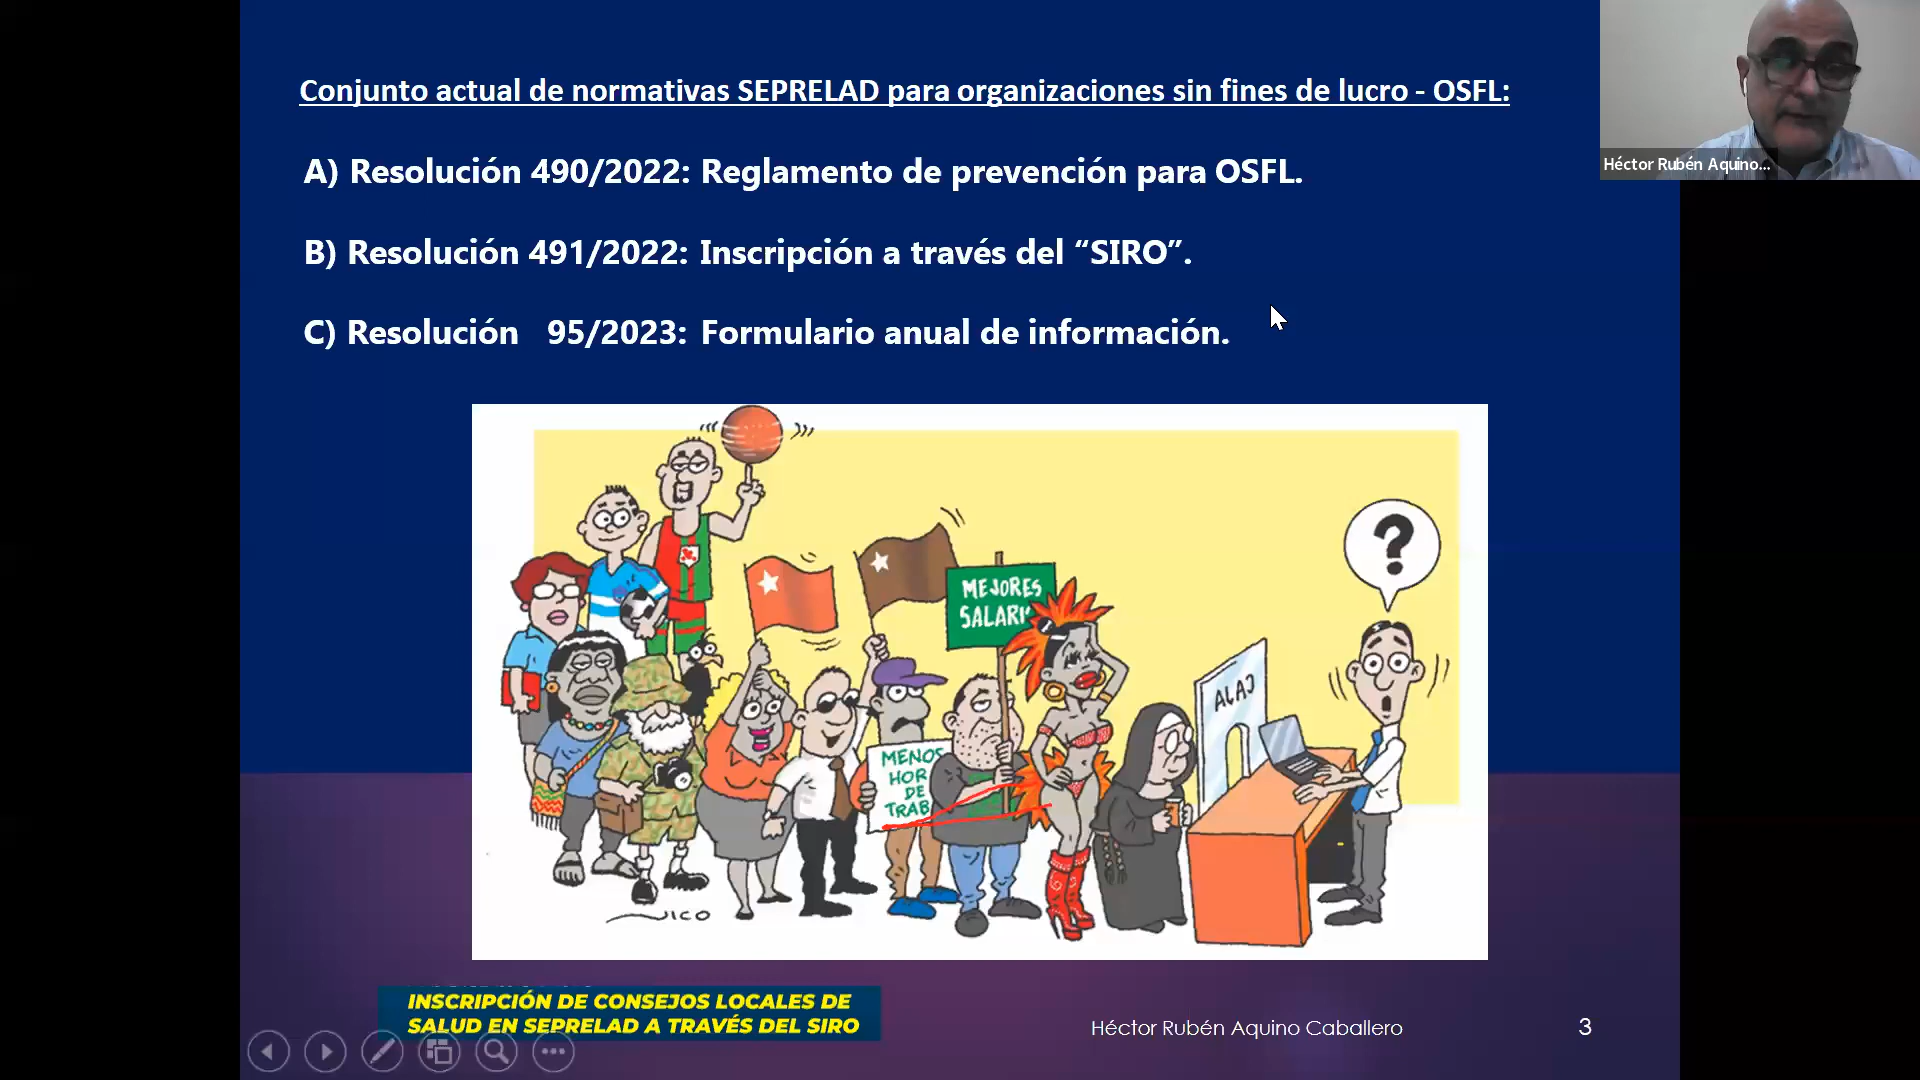 Conjunto actual de normativas SEPRELAD para organizaciones sin fines de lucro - OSFL:
A) Resolución 490/2022: Reglamento de prevención para OSFL.
B) Resolución 491/2022: Inscripción a través del “SIRO”.
C) Resolución 95/2023: Formulario anual de información.
Héctor Rubén Aquino...
?
MEJORES
SALARI
MENOS
HOR
DE
TRAB
NICO
INSCRIPCIÓN DE CONSEJOS LOCALES DE
SALUD EN SEPRELAD A TRAVÉS DEL SIRO
Héctor Rubén Aquino Caballero
3